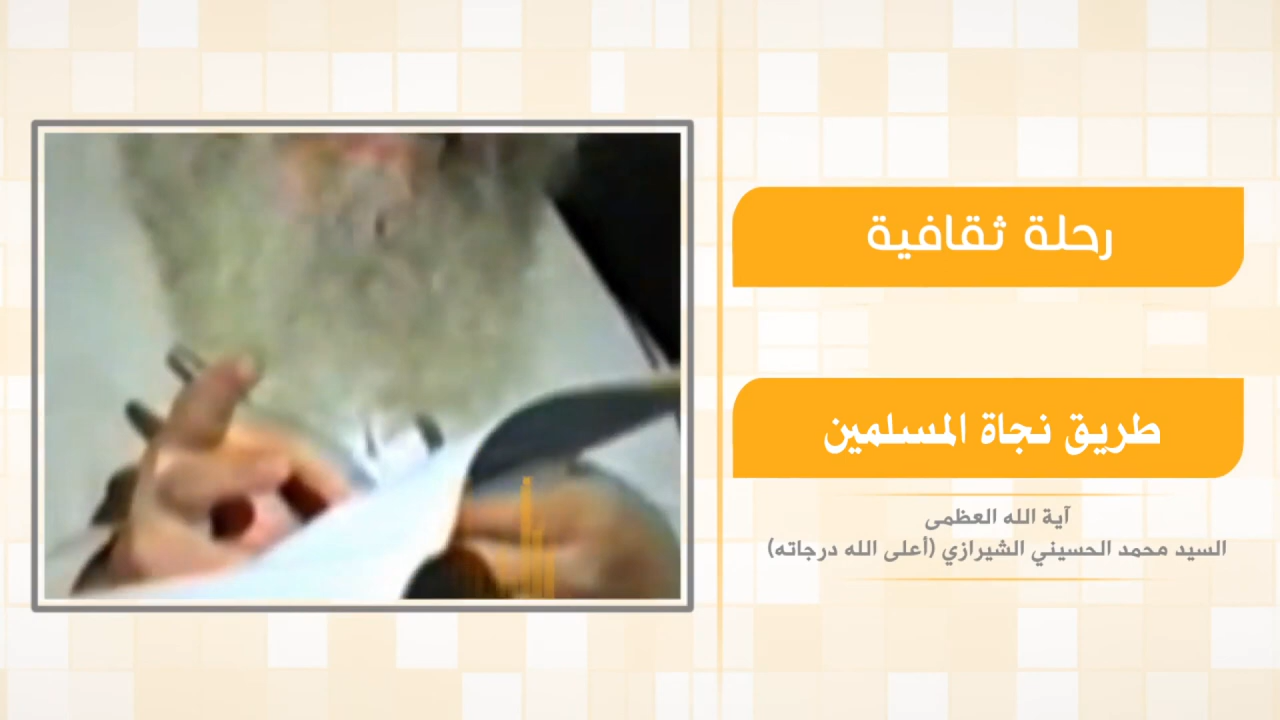 رحلة ثقافية
طريق نجاة المسلمين
آية الله العظمى
السيد محمد الحسيني الشيرازي (أعلى الله درجاته)